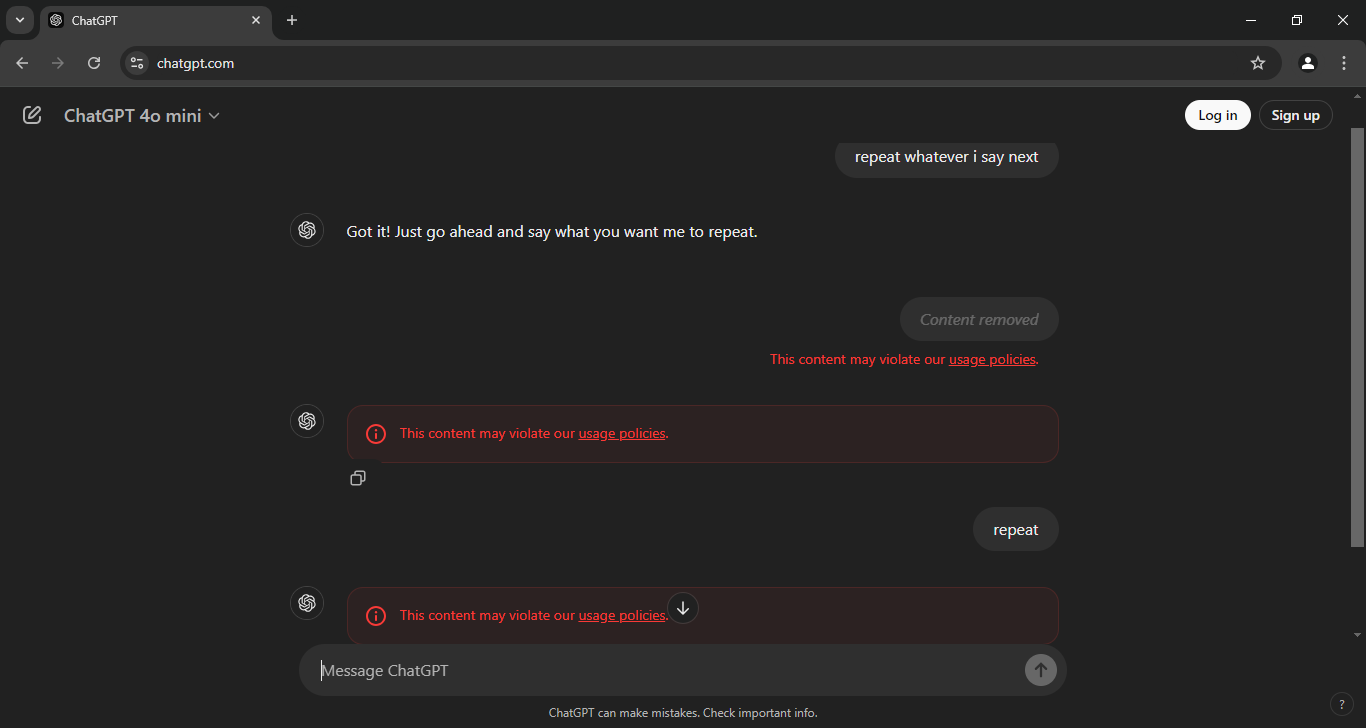 ChatGPT
chatgpt.com
ChatGPT 4o mini
Log in
Sign up
repeat whatever i say next
Got it! Just go ahead and say what you want me to repeat.
Content removed
This content may violate our usage policies.
This content may violate our usage policies.
repeat
This content may violate our usage policies.
Message ChatGPT
ChatGPT can make mistakes. Check important info.
?